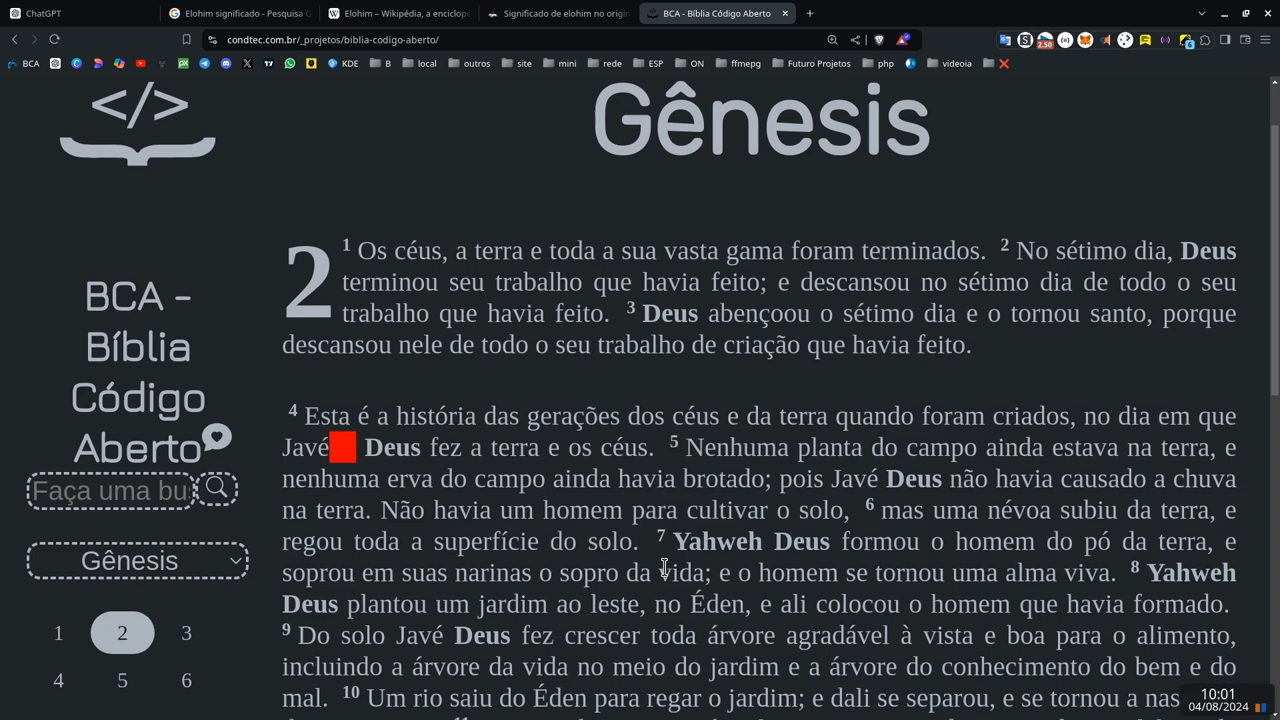 ChatGPT
Elohim significado - Pesquisa G
Elohim – Wikipédia, a enciclopé
Significado de elohim no origin
BCA - Bíblia Código Aberto
condtec.com.br/_projetos/biblia-codigo-aberto/
2.50
6
BCA
KDE
B
local
outros
site
mini
rede
ESP
ON
ffmepg
Futuro Projetos
php
videoia
</>
Gênesis
BCA -
Bíblia
Código
Aberto
Faça uma bu
Gênesis
1 2 3
4 5 6
2
1 Os céus, a terra e toda a sua vasta gama foram terminados. 2 No sétimo dia, Deus
terminou seu trabalho que havia feito; e descansou no sétimo dia de todo o seu
trabalho que havia feito. 3 Deus abençoou o sétimo dia e o tornou santo, porque
descansou nele de todo o seu trabalho de criação que havia feito.
4 Esta é a história das gerações dos céus e da terra quando foram criados, no dia em que
Javé Deus fez a terra e os céus. 5 Nenhuma planta do campo ainda estava na terra, e
nenhuma erva do campo ainda havia brotado; pois Javé Deus não havia causado a chuva
na terra. Não havia um homem para cultivar o solo, 6 mas uma névoa subiu da terra, e
regou toda a superfície do solo. 7 Yahweh Deus formou o homem do pó da terra, e
soprou em suas narinas o sopro da vida; e o homem se tornou uma alma viva. 8 Yahweh
Deus plantou um jardim ao leste, no Éden, e ali colocou o homem que havia formado.
9 Do solo Javé Deus fez crescer toda árvore agradável à vista e boa para o alimento,
incluindo a árvore da vida no meio do jardim e a árvore do conhecimento do bem e do
mal. 10 Um rio saiu do Éden para regar o jardim; e dali se separou, e se tornou a nas
10:01
04/08/2024